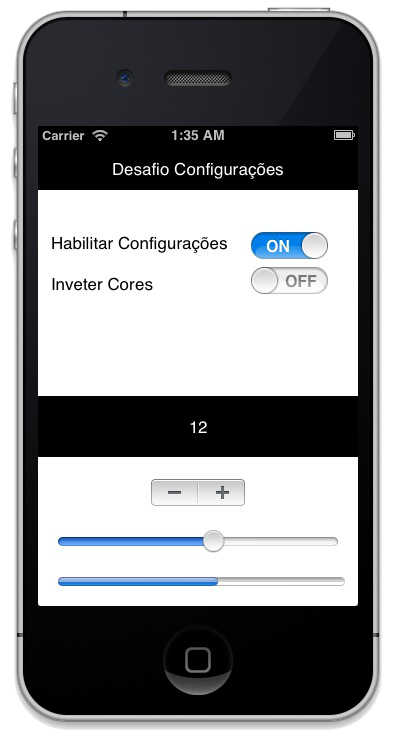 Carrier 1:35 AM
Desafio Configurações
Habilitar Configurações ON
Inveter Cores OFF
12
− +